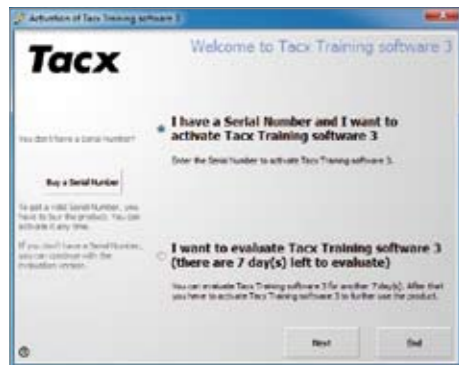 Activation of Tacx Training software 3
Tacx
Welcome to Tacx Training software 3
You don't have a Serial Number?
Buy a Serial Number
To get a valid Serial Number, you
have to buy the product. You can
activate it any time.
If you don't have a Serial Number,
you can continue with the
evaluation version.
I have a Serial Number and I want to
activate Tacx Training software 3
Enter the Serial Number to activate Tacx Training software 3.
I want to evaluate Tacx Training software 3
(there are 7 day(s) left to evaluate)
You can evaluate Tacx Training software 3 for another 7 day(s). After that
you have to activate Tacx Training software 3 to further use the product.
Next
End